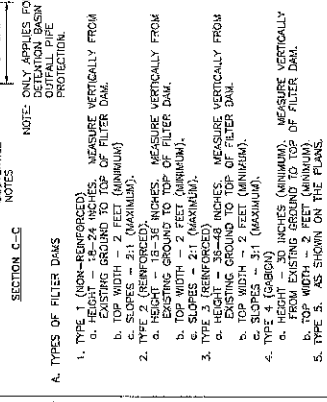 SECTION C-C
NOTES
NOTE: ONLY APPLIES FO
DETENTION BASIN
OUTFALL PIPE
PROTECTION.
A. TYPES OF FILTER DAMS
1. TYPE 1 (NON-REINFORCED)
a. HEIGHT - 18-24 INCHES. MEASURE VERTICALLY FROM
EXISTING GROUND TO TOP OF FILTER DAM.
b. TOP WIDTH - 2 FEET (MINIMUM)
c. SLOPES - 2:1 (MAXIMUM).
2. TYPE 2 (REINFORCED)
a. HEIGHT - 18-36 INCHES. MEASURE VERTICALLY FROM
EXISTING GROUND TO TOP OF FILTER DAM.
b. TOP WIDTH - 2 FEET (MINIMUM).
c. SLOPES - 2:1 (MAXIMUM).
3. TYPE 3 (REINFORCED)
a. HEIGHT - 36-48 INCHES. MEASURE VERTICALLY FROM
EXISTING GROUND TO TOP OF FILTER DAM.
b. TOP WIDTH - 2 FEET (MINIMUM).
c. SLOPES - 3:1 (MAXIMUM).
4. TYPE 4 (GABION)
a. HEIGHT - 30 INCHES (MINIMUM). MEASURE VERTICALLY
FROM EXISTING GROUND TO TOP OF FILTER DAM.
b. TOP WIDTH - 2 FEET (MINIMUM).
5. TYPE 5. AS SHOWN ON THE PLANS.